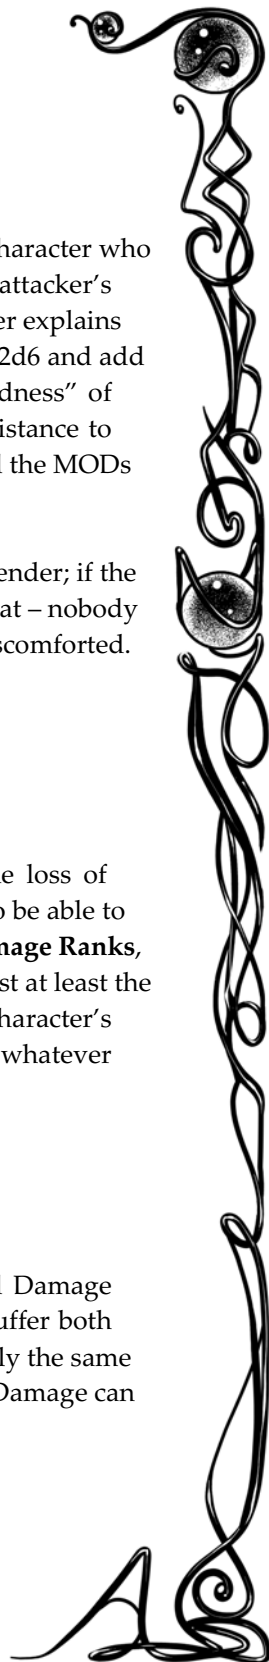 haracter who
attacker's
er explains
2d6 and add
dness” of
istance to
l the MODs
ender; if the
at – nobody
scomforted.
e loss of
o be able to
mage Ranks,
st at least the
haracter's
whatever
l Damage
uffer both
ly the same
Damage can